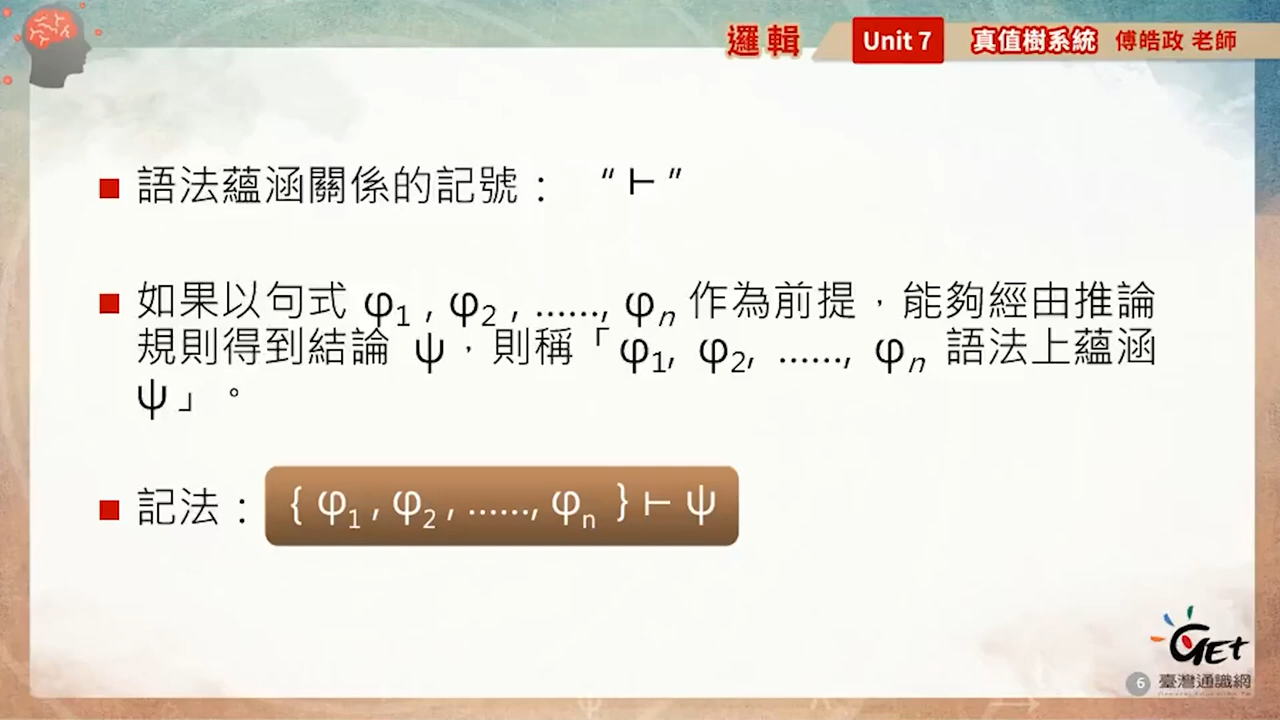 邏輯 Unit 7 真值樹系統 傅皓政 老師
■ 語法蘊涵關係的記號： “⊢”
■ 如果以句式 φ₁ , φ₂ , ......, φₙ 作為前提，能夠經由推論
規則得到結論 ψ，則稱「φ₁, φ₂, ......, φₙ 語法上蘊涵
ψ」。
■ 記法： { φ₁ , φ₂ , ......, φₙ } ⊢ ψ
GET
6 臺灣通識網